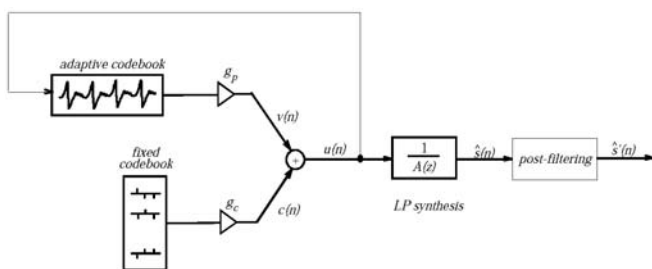 adaptive codebook
g_p
v(n)
fixed
codebook
g_c
c(n)
+
u(n)
1
A(z)
LP synthesis
ŝ(n)
post-filtering
ŝ'(n)